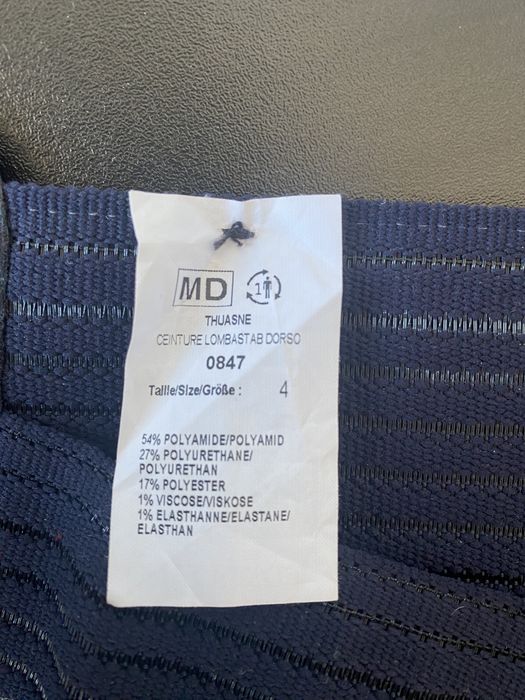 MD 1
THUASNE
CEINTURE LOMBASTAB DORSO
0847
Taille/Size/Größe : 4
54% POLYAMIDE/POLYAMID
27% POLYURETHANE/
POLYURETHAN
17% POLYESTER
1% VISCOSE/VISKOSE
1% ELASTHANNE/ELASTANE/
ELASTHAN